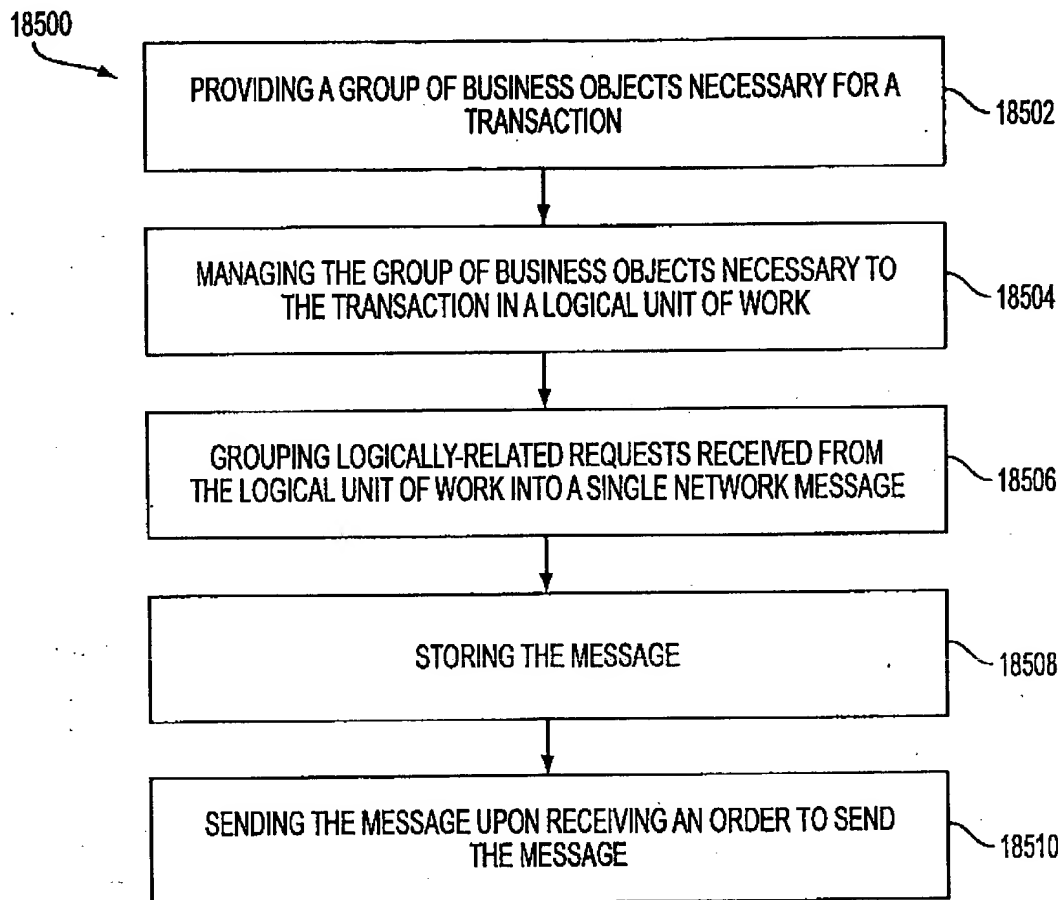 18500
PROVIDING A GROUP OF BUSINESS OBJECTS NECESSARY FOR A
TRANSACTION
18502
MANAGING THE GROUP OF BUSINESS OBJECTS NECESSARY TO
THE TRANSACTION IN A LOGICAL UNIT OF WORK
18504
GROUPING LOGICALLY-RELATED REQUESTS RECEIVED FROM
THE LOGICAL UNIT OF WORK INTO A SINGLE NETWORK MESSAGE
18506
STORING THE MESSAGE
18508
SENDING THE MESSAGE UPON RECEIVING AN ORDER TO SEND
THE MESSAGE
18510